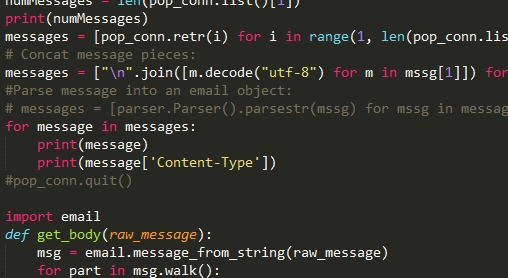 numMessages = len(pop_conn.list()[1])
print(numMessages)
messages = [pop_conn.retr(i) for i in range(1, len(pop_conn.lis
# Concat message pieces:
messages = ["\n".join([m.decode("utf-8") for m in mssg[1]]) for
#Parse message into an email object:
# messages = [parser.Parser().parsestr(mssg) for mssg in messag
for message in messages:
print(message)
print(message['Content-Type'])
#pop_conn.quit()
import email
def get_body(raw_message):
msg = email.message_from_string(raw_message)
for part in msg.walk():